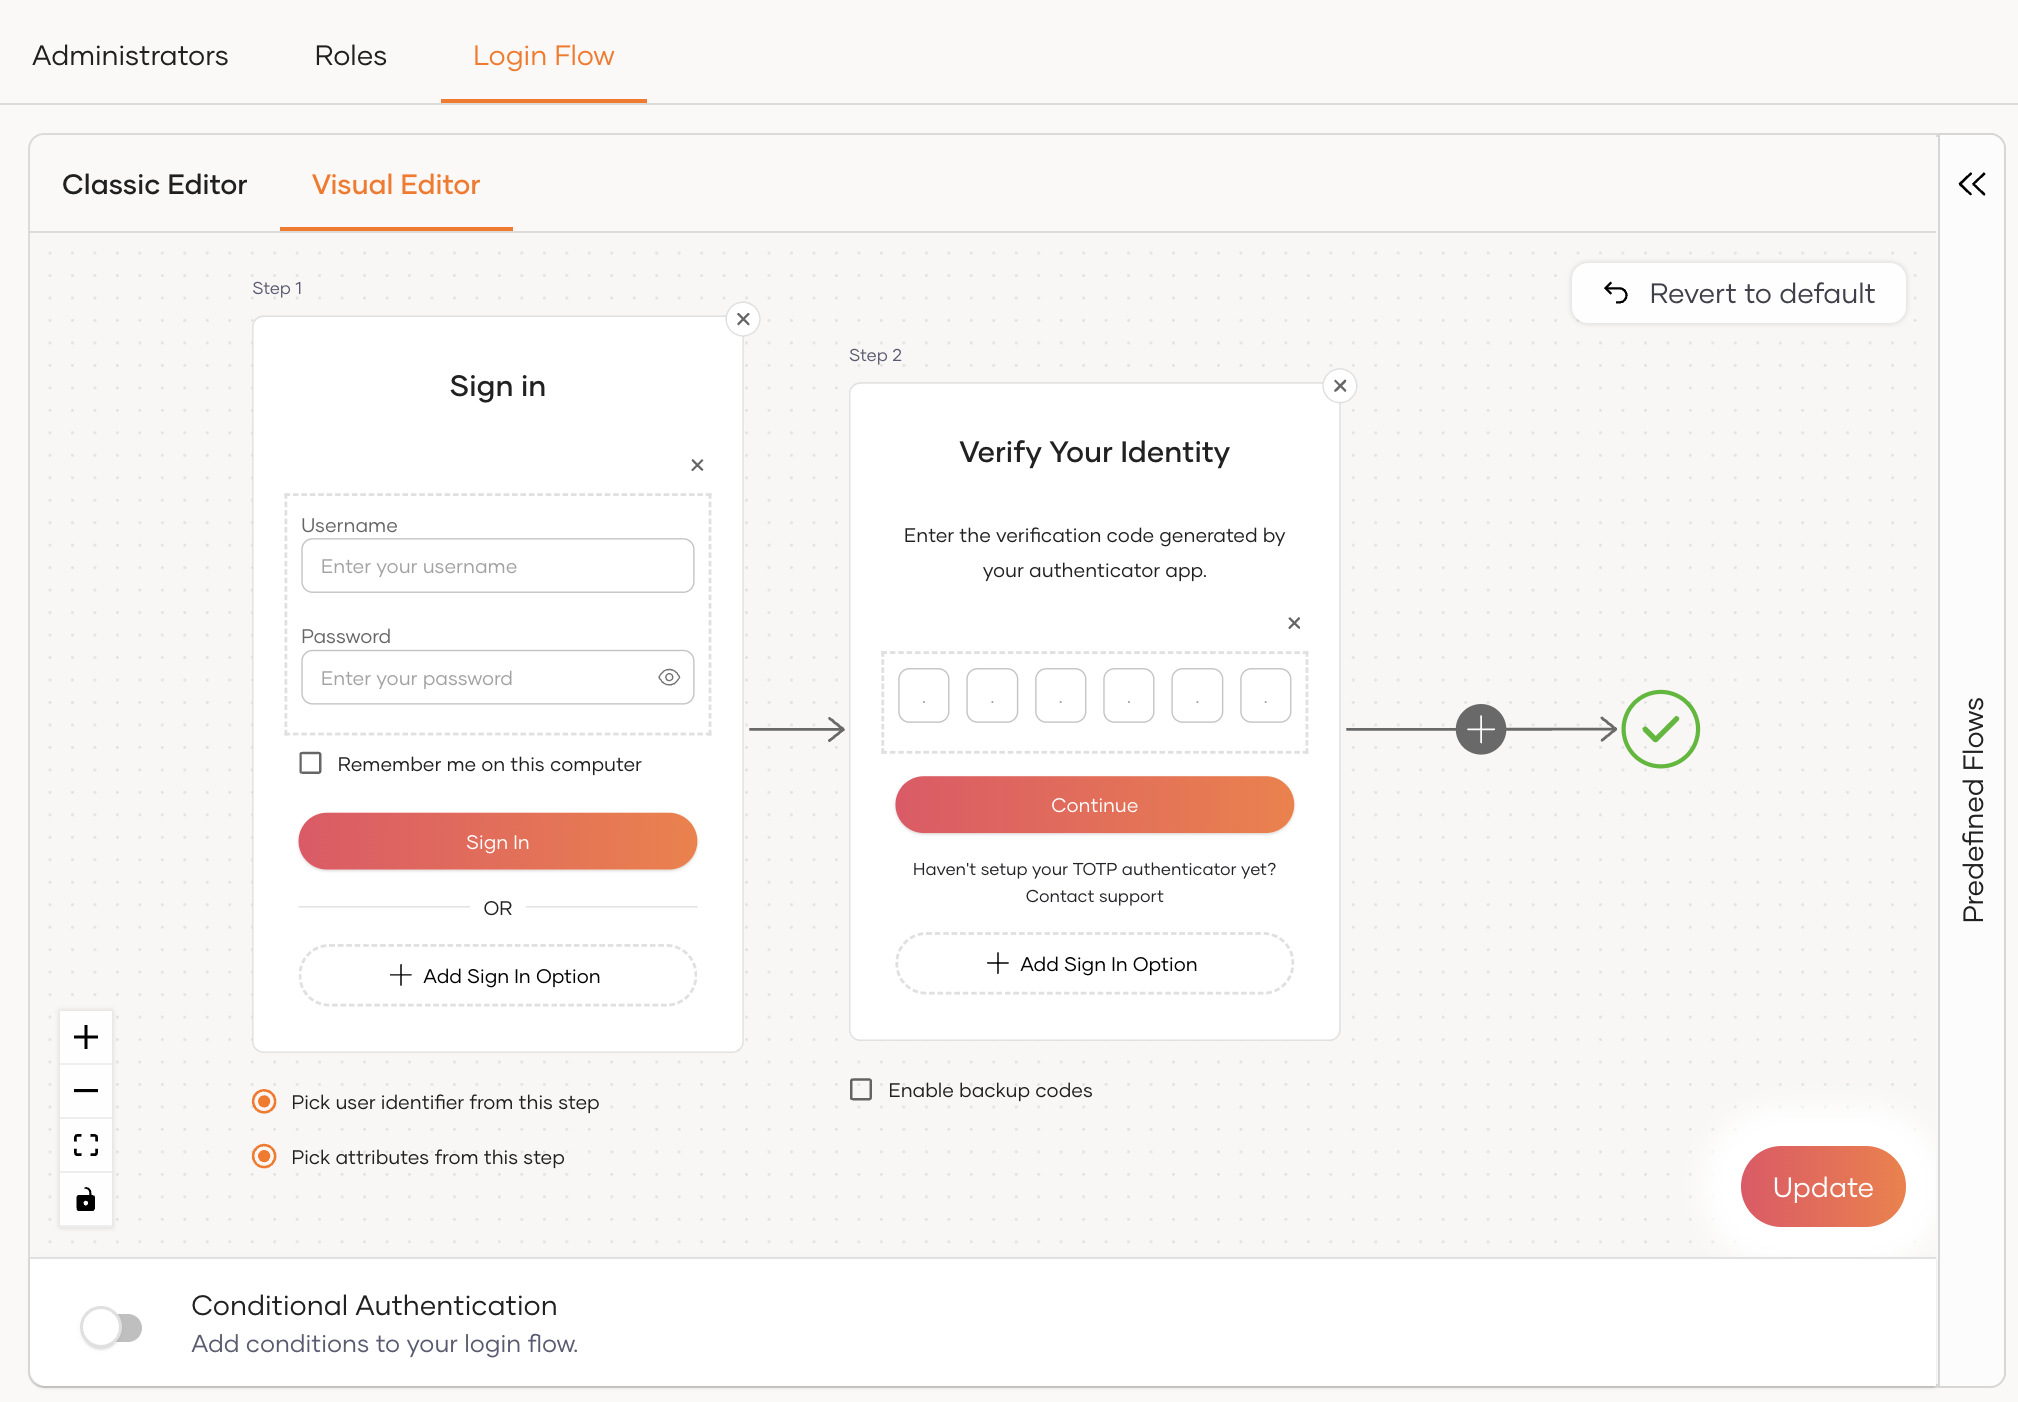 Administrators
Roles
Login Flow
Classic Editor
Visual Editor
Revert to default
Step 1
Sign in
Username
Enter your username
Password
Enter your password
Remember me on this computer
Sign In
OR
Add Sign In Option
Pick user identifier from this step
Pick attributes from this step
Step 2
Verify Your Identity
Enter the verification code generated by
your authenticator app.
Continue
Haven't setup your TOTP authenticator yet?
Contact support
Add Sign In Option
Enable backup codes
Predefined Flows
Update
Conditional Authentication
Add conditions to your login flow.